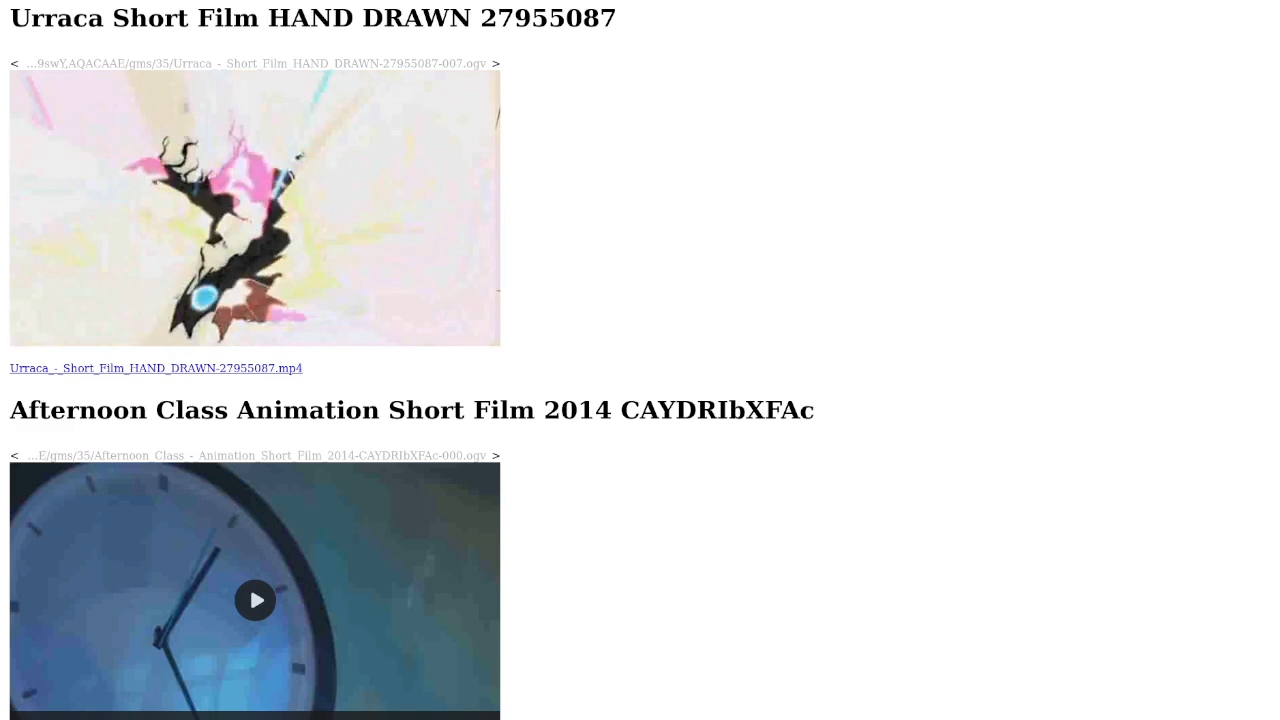 Urraca Short Film HAND DRAWN 27955087
< ...9swY,AQACAAE/gms/35/Urraca_-_Short_Film_HAND_DRAWN-27955087-007.ogv >
Urraca_-_Short_Film_HAND_DRAWN-27955087.mp4
Afternoon Class Animation Short Film 2014 CAYDRIbXFAc
< ...E/gms/35/Afternoon_Class_-_Animation_Short_Film_2014-CAYDRIbXFAc-000.ogv >